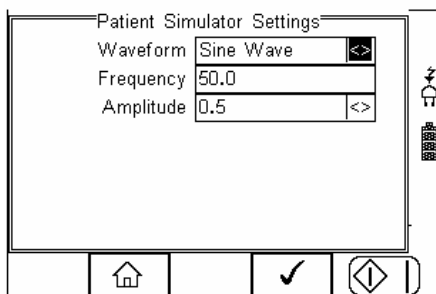 Patient Simulator Settings
Waveform Sine Wave <>
Frequency 50.0
Amplitude 0.5 <>